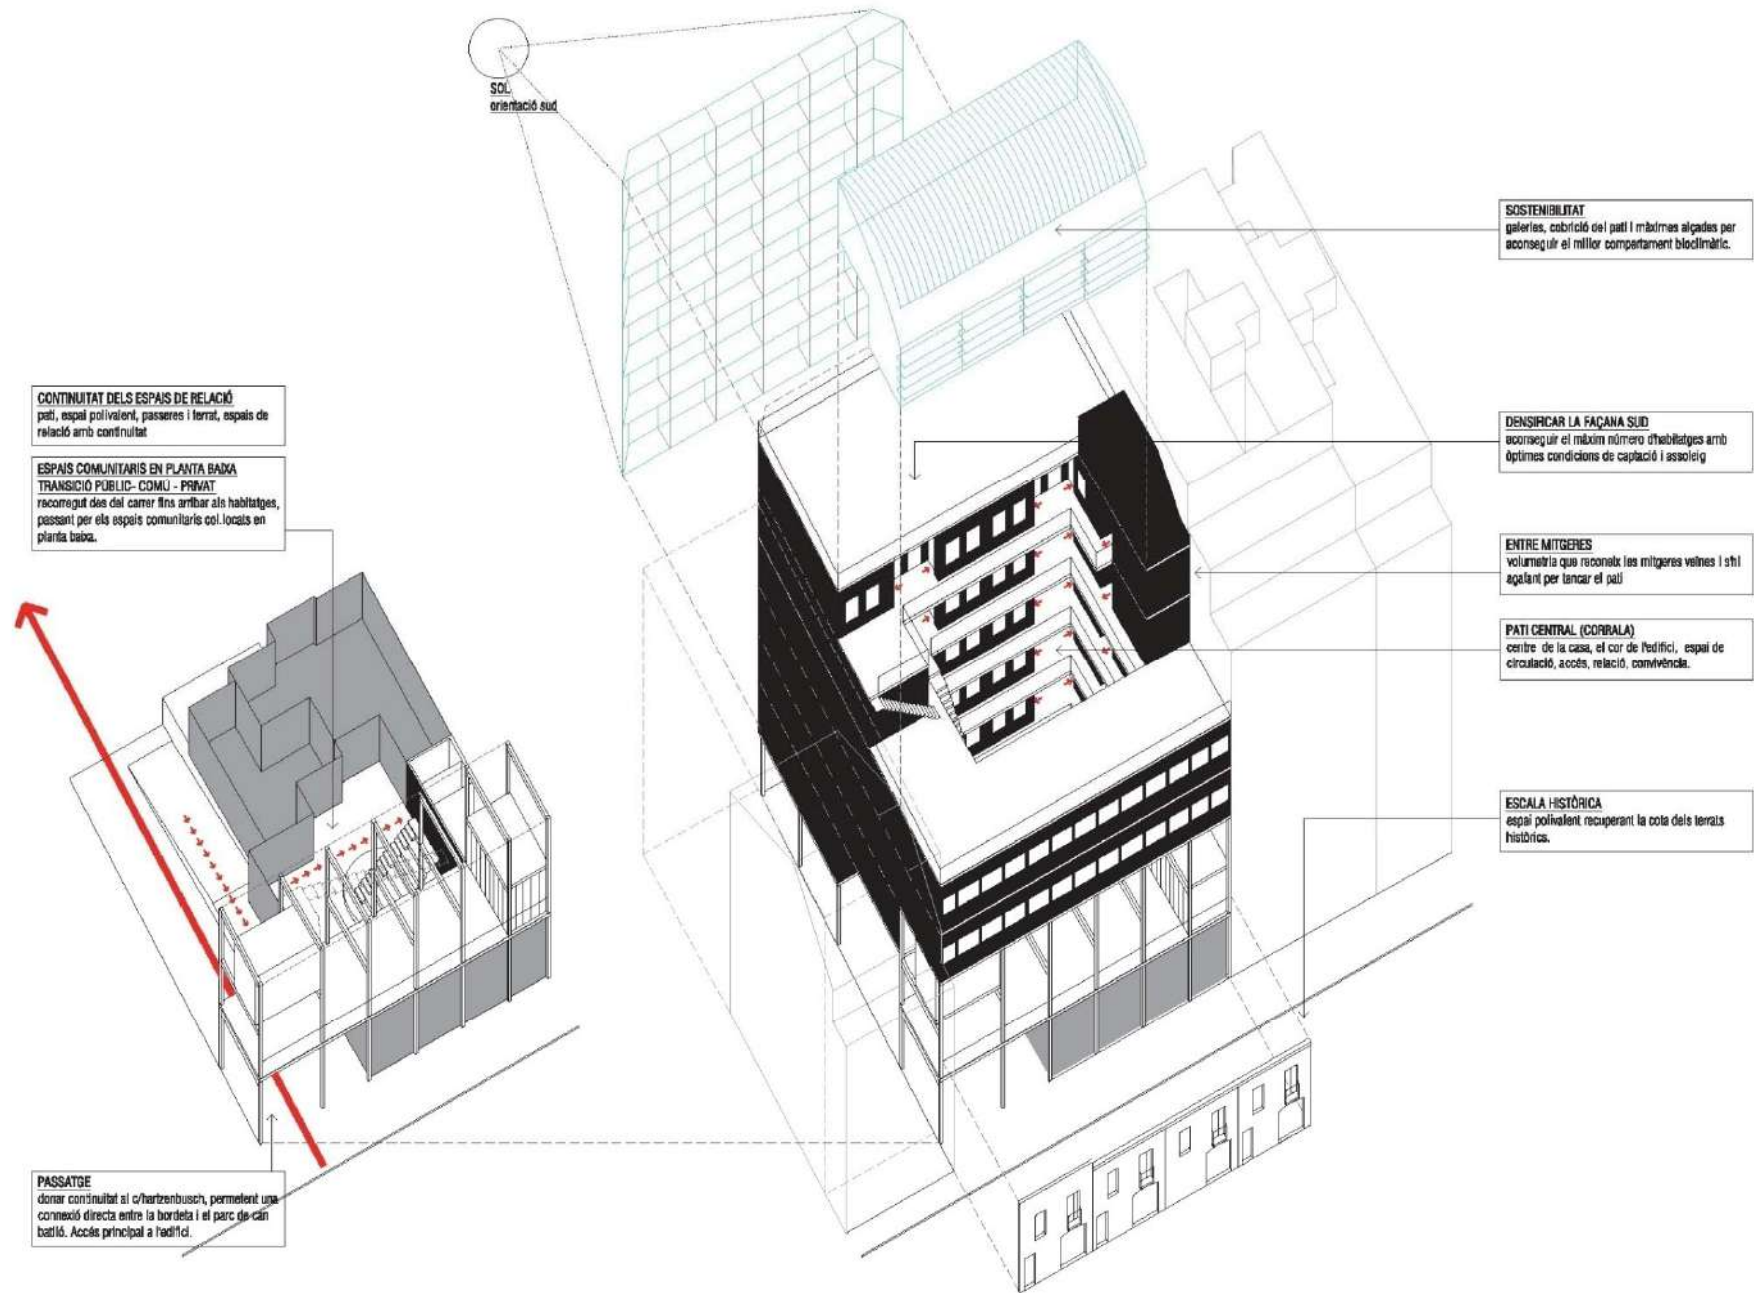 SOL
orientació sud
SOSTENIBILITAT
galeries, cobrició del pati i màximes alçades per
aconseguir el millor comportament bioclimàtic.
CONTINUITAT DELS ESPAIS DE RELACIÓ
pati, espai polivalent, passeres i terrat, espais de
relació amb continuïtat
ESPAIS COMUNITARIS EN PLANTA BAIXA
TRANSICIÓ PÚBLIC- COMÚ - PRIVAT
recorregut des del carrer fins arribar als habitatges,
passant per els espais comunitaris col.locats en
planta baixa.
DENSIFICAR LA FAÇANA SUD
aconseguir el màxim número d'habitatges amb
òptimes condicions de captació i assoleig
ENTRE MITGERES
volumetria que reconeix les mitgeres veïnes i s'hi
agafant per tancar el pati
PATI CENTRAL (CORRALA)
centre de la casa, el cor de l'edifici, espai de
circulació, accés, relació, convivència.
ESCALA HISTÒRICA
espai polivalent recuperant la cota dels terrats
històrics.
PASSATGE
donar continuïtat al c/hartzenbusch, permetent una
connexió directa entre la bordeta i el parc de can
batlló. Accés principal a l'edifici.